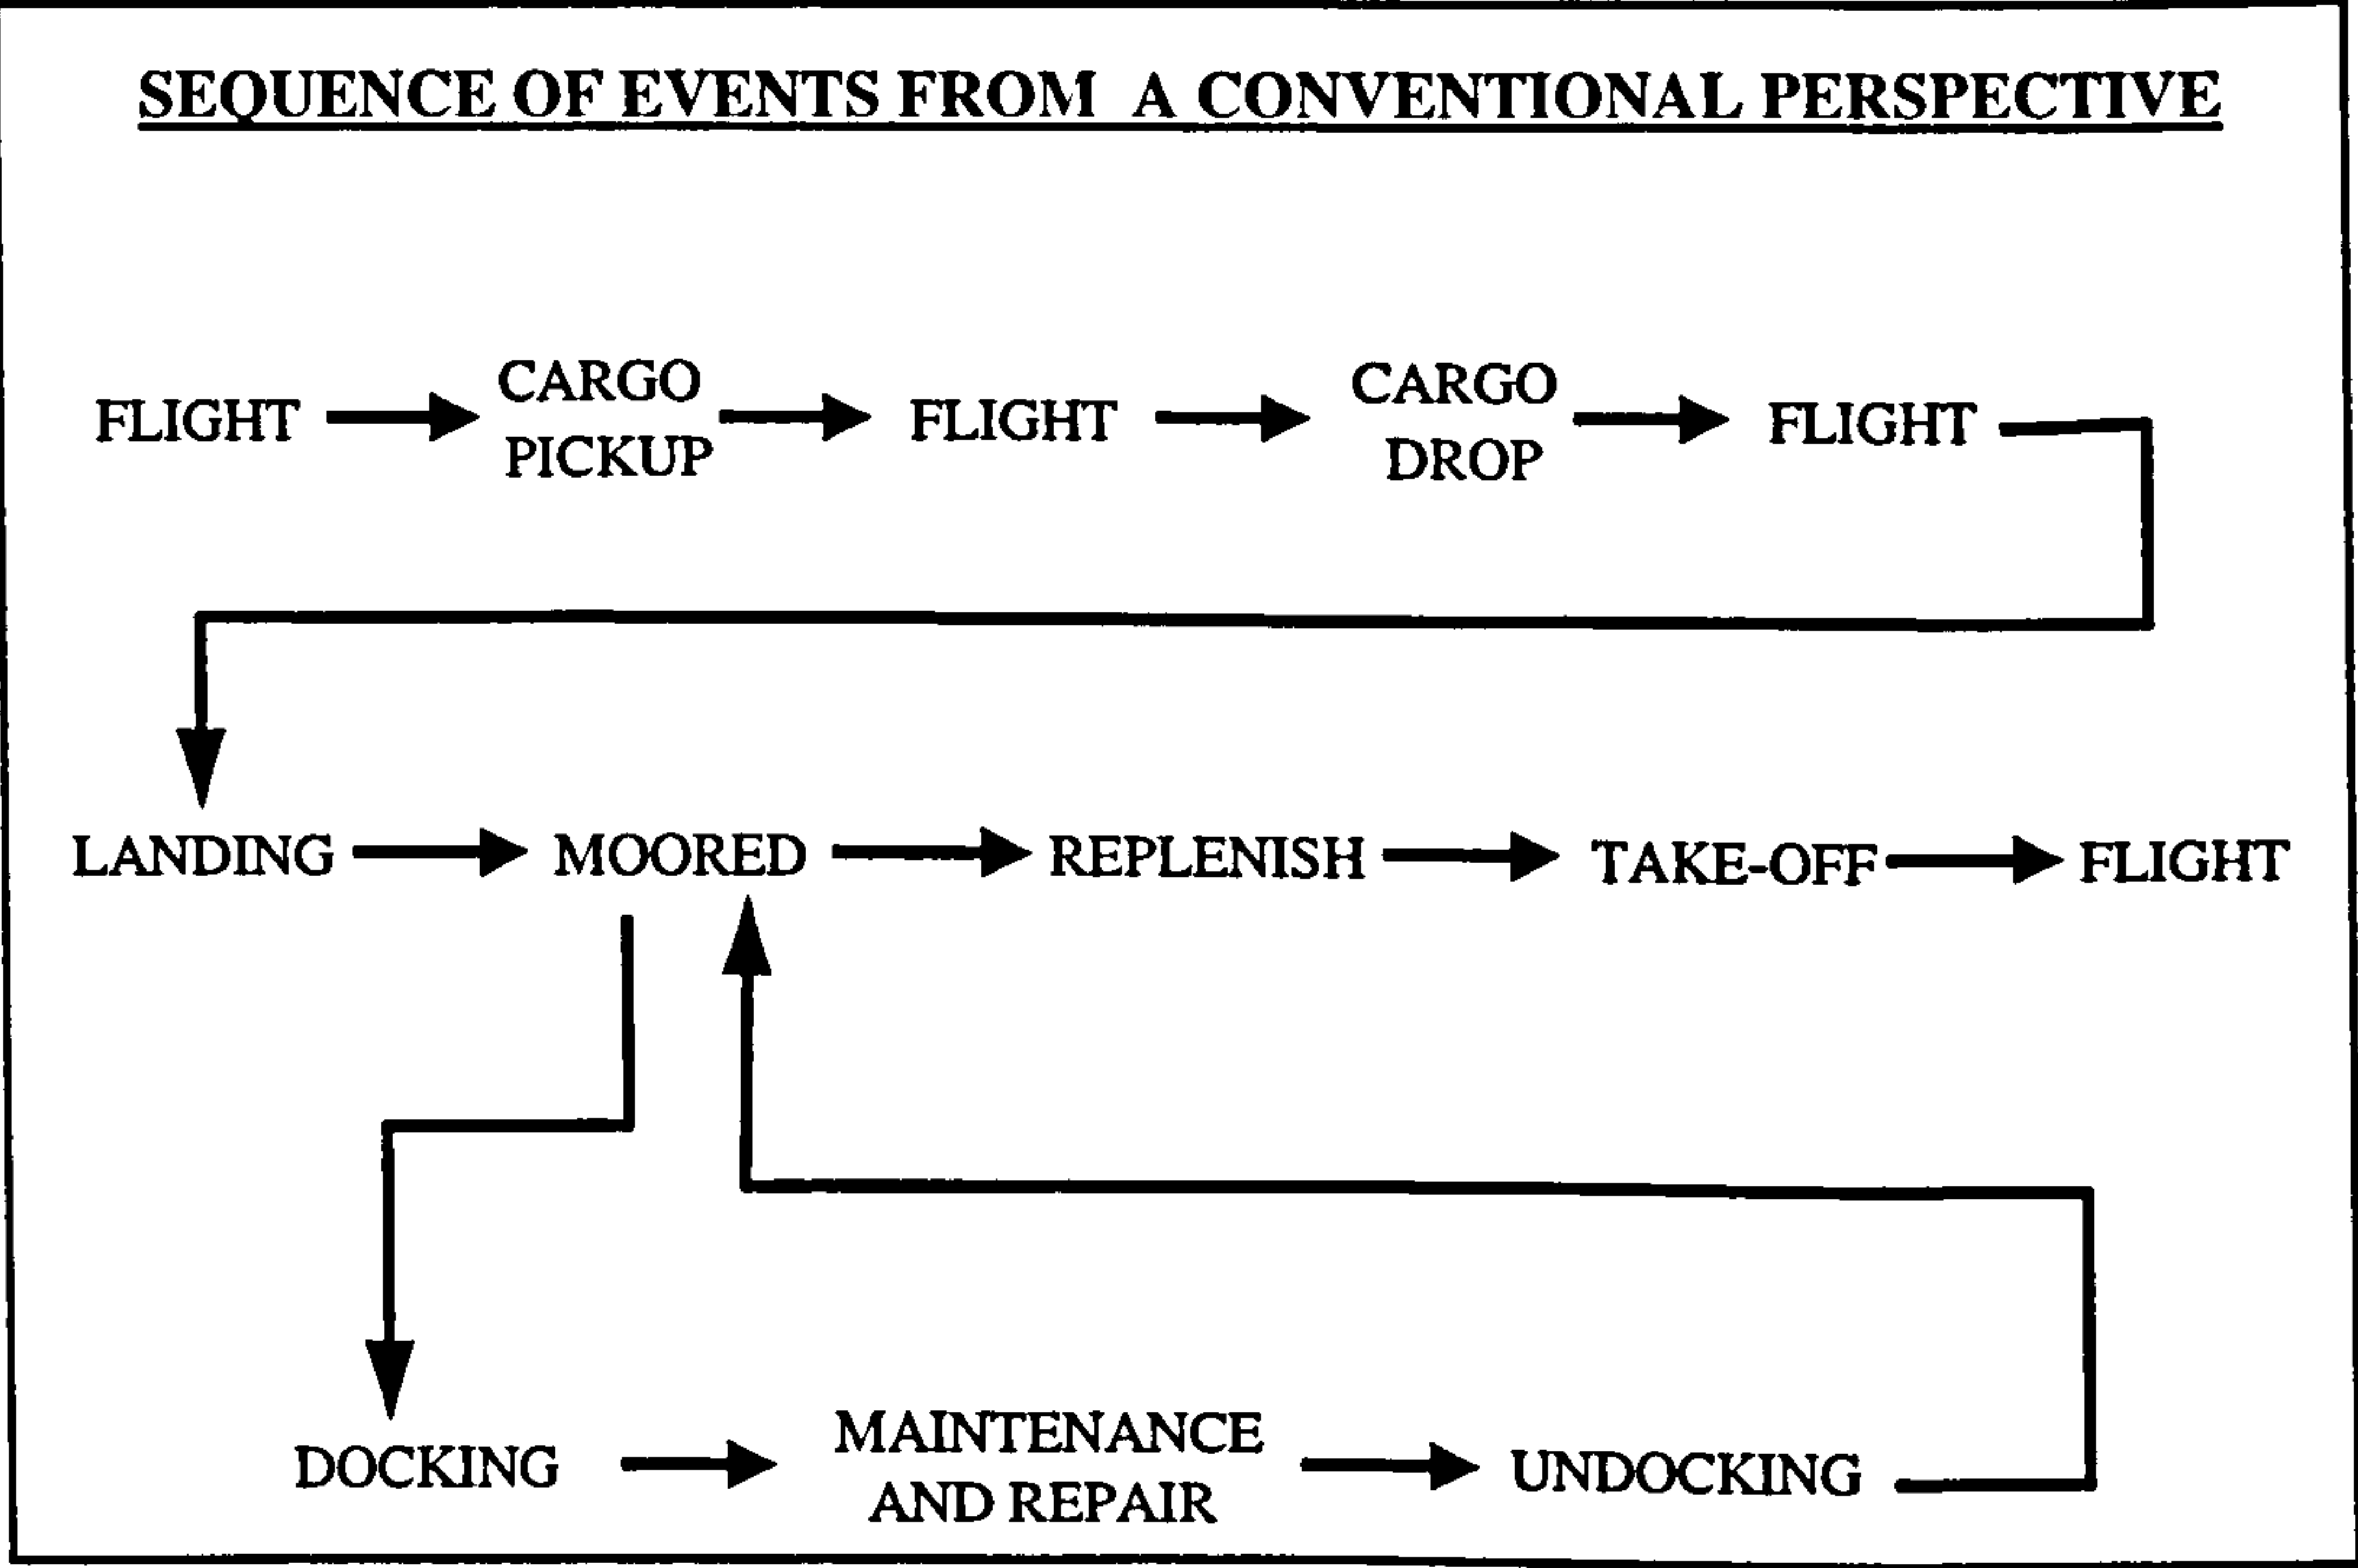 SEQUENCE OF EVENTS FROM A CONVENTIONAL PERSPECTIVE
FLIGHT
CARGO
PICKUP
FLIGHT
CARGO
DROP
FLIGHT
LANDING
MOORED
REPLENISH
TAKE-OFF
FLIGHT
DOCKING
MAINTENANCE
AND REPAIR
UNDOCKING